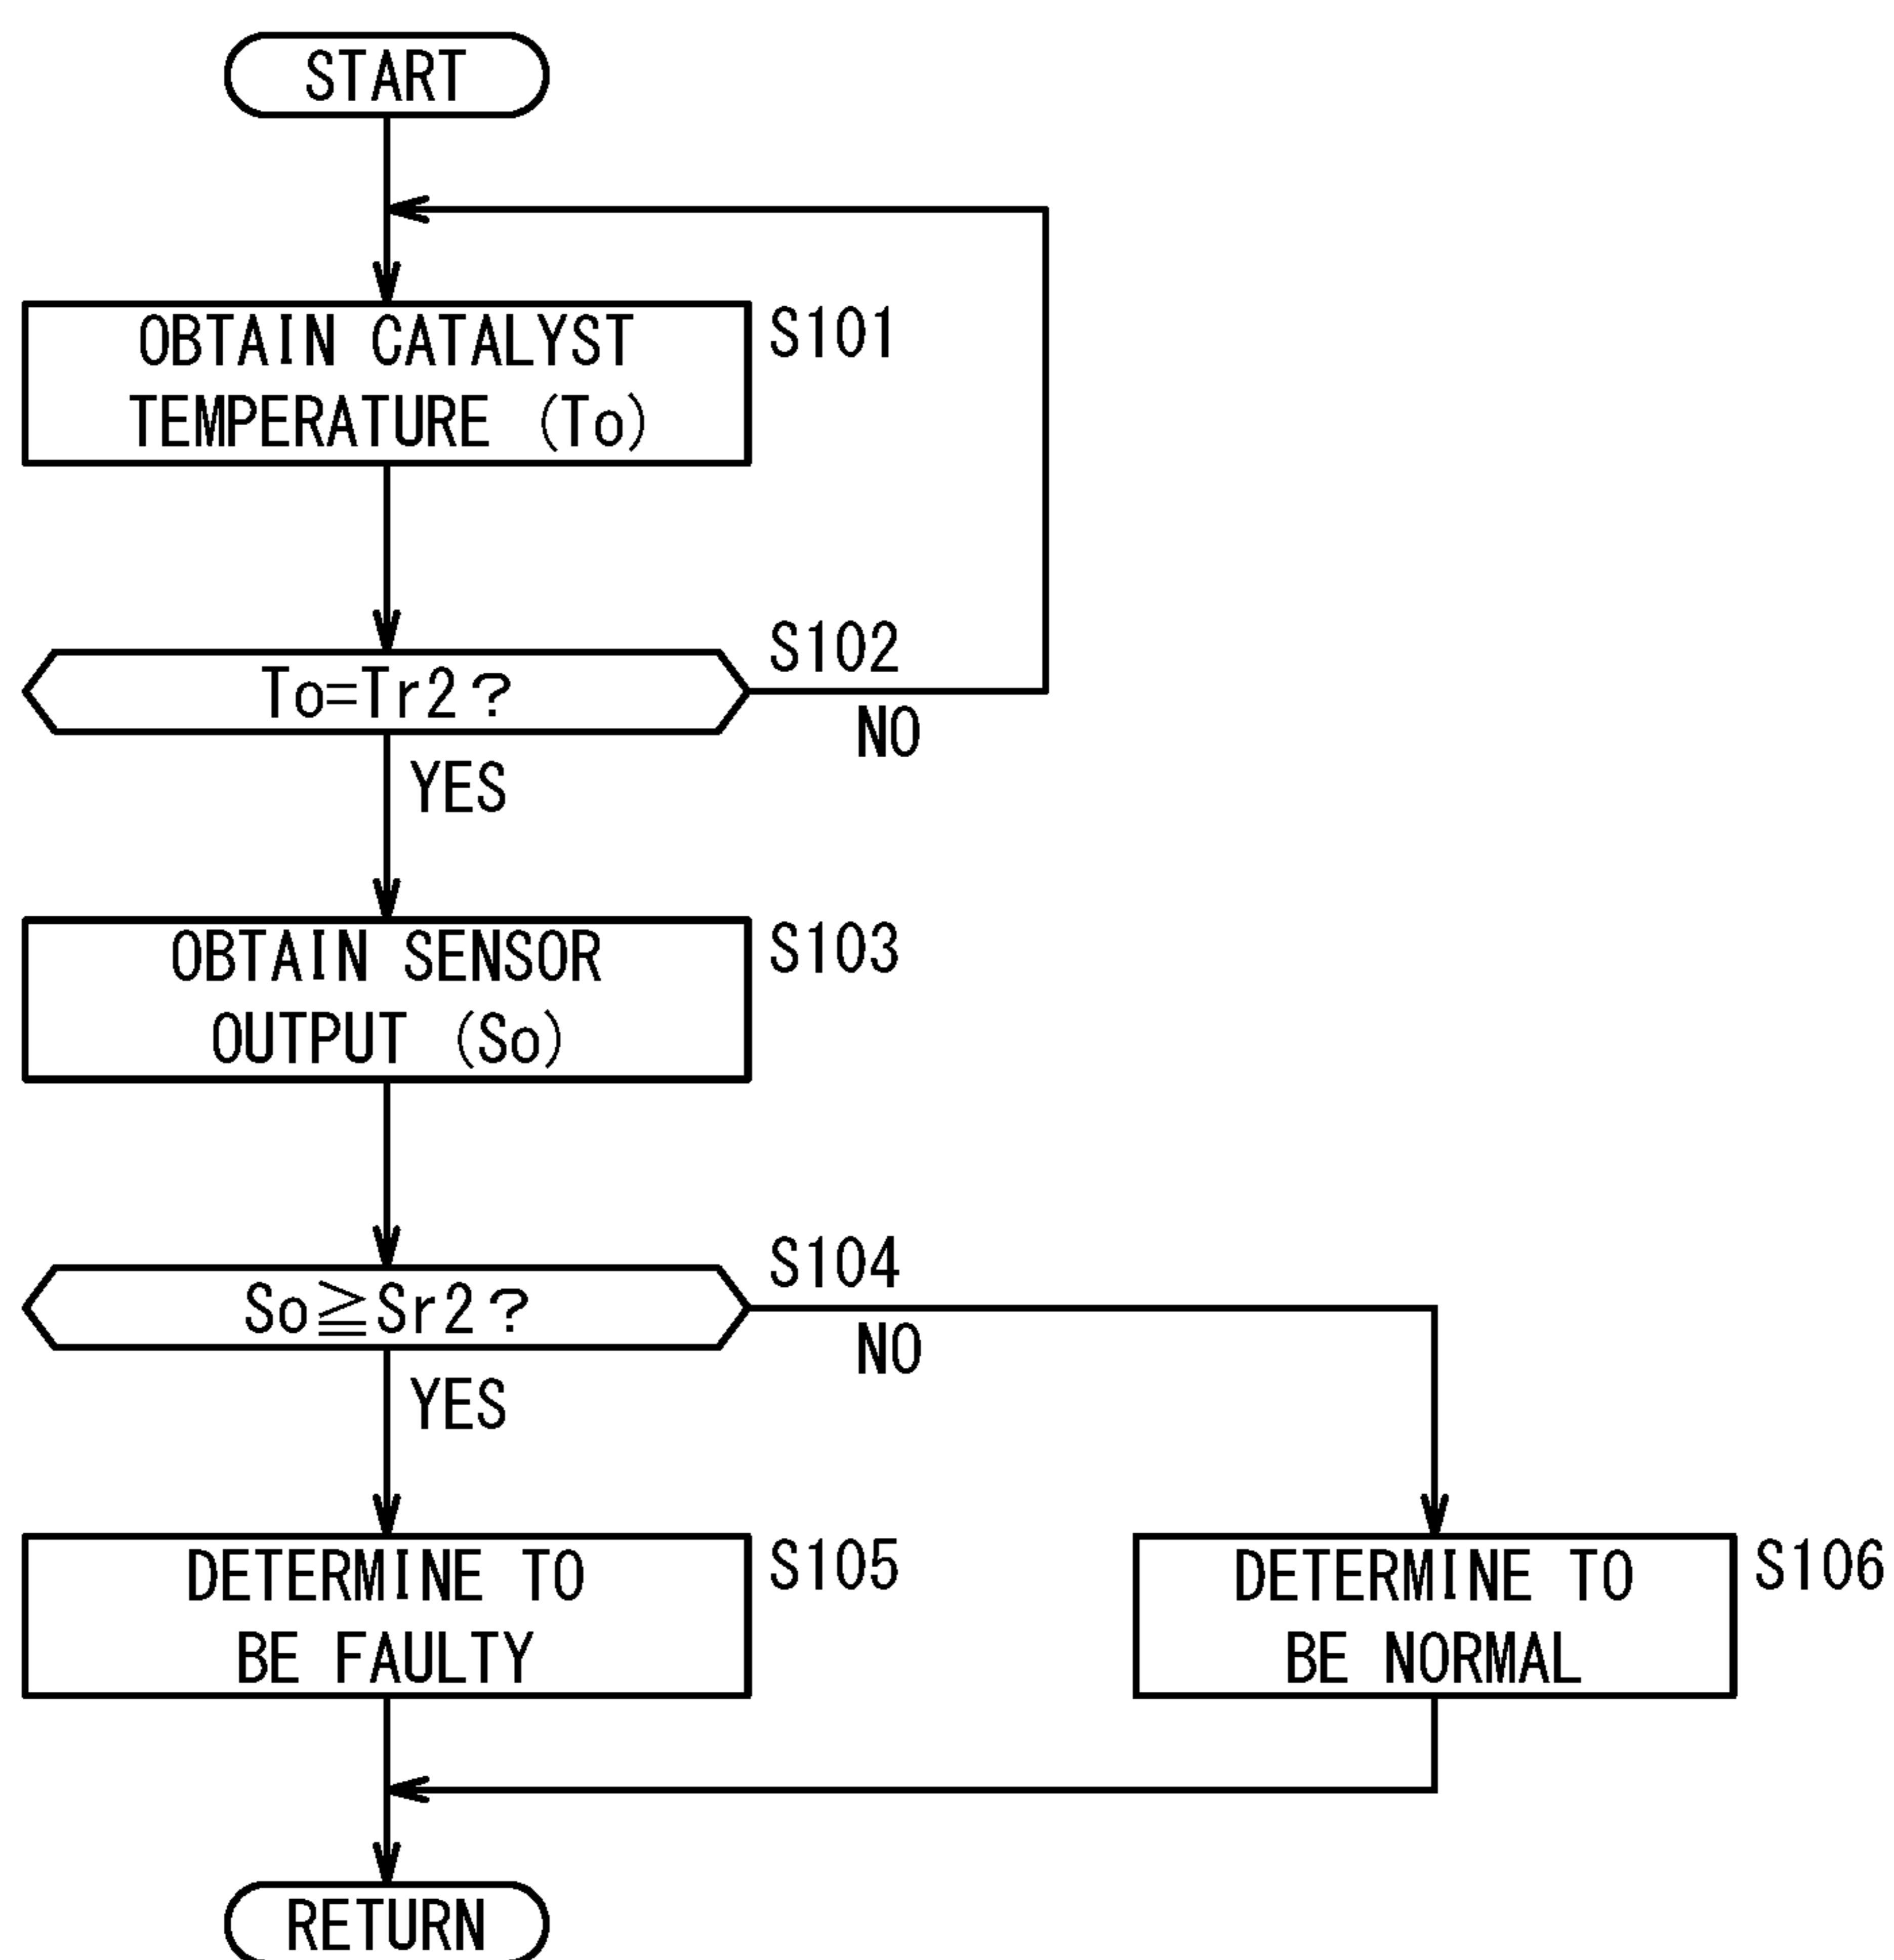 START
OBTAIN CATALYST
TEMPERATURE (To)
S101
To=Tr2?
S102
NO
YES
OBTAIN SENSOR
OUTPUT (So)
S103
So≧Sr2?
S104
NO
YES
DETERMINE TO
BE FAULTY
S105
DETERMINE TO
BE NORMAL
S106
RETURN